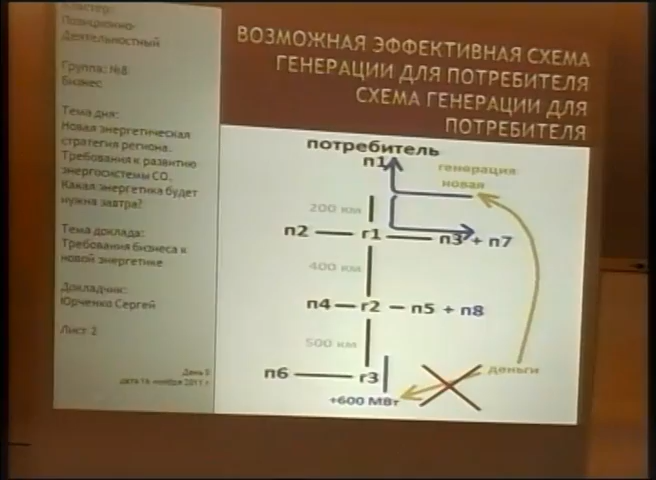 Кластер:
Позиционно-
Деятельностный
Группа: №8
Бизнес
Тема дня:
Новая энергетическая
стратегия региона.
Требования к развитию
энергосистемы СО.
Какая энергетика будет
нужна завтра?
Тема доклада:
Требования бизнеса к
новой энергетике
Докладчик:
Юрченко Сергей
Лист 2
дата 16 ноября 2011 г
ВОЗМОЖНАЯ ЭФФЕКТИВНАЯ СХЕМА
ГЕНЕРАЦИИ ДЛЯ ПОТРЕБИТЕЛЯ
СХЕМА ГЕНЕРАЦИИ ДЛЯ
ПОТРЕБИТЕЛЯ
потребитель
п1
генерация
новая
200 км
п2 г1 п3 + п7
400 км
п4 г2 п5 + п8
500 км
п6 г3
деньги
+600 МВт